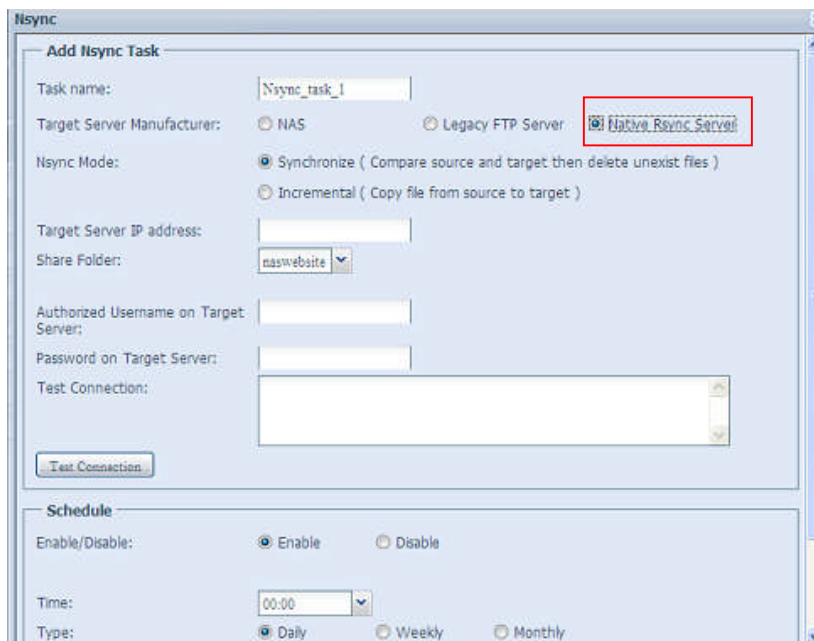 Nsync
Add Nsync Task
Task name: Nsync_task_1
Target Server Manufacturer: NAS Legacy FTP Server Native Rsync Server
Nsync Mode: Synchronize ( Compare source and target then delete unexist files )
Incremental ( Copy file from source to target )
Target Server IP address:
Share Folder: naswebsite
Authorized Username on Target
Server:
Password on Target Server:
Test Connection:
Test Connection
Schedule
Enable/Disable: Enable Disable
Time: 00:00
Type: Daily Weekly Monthly